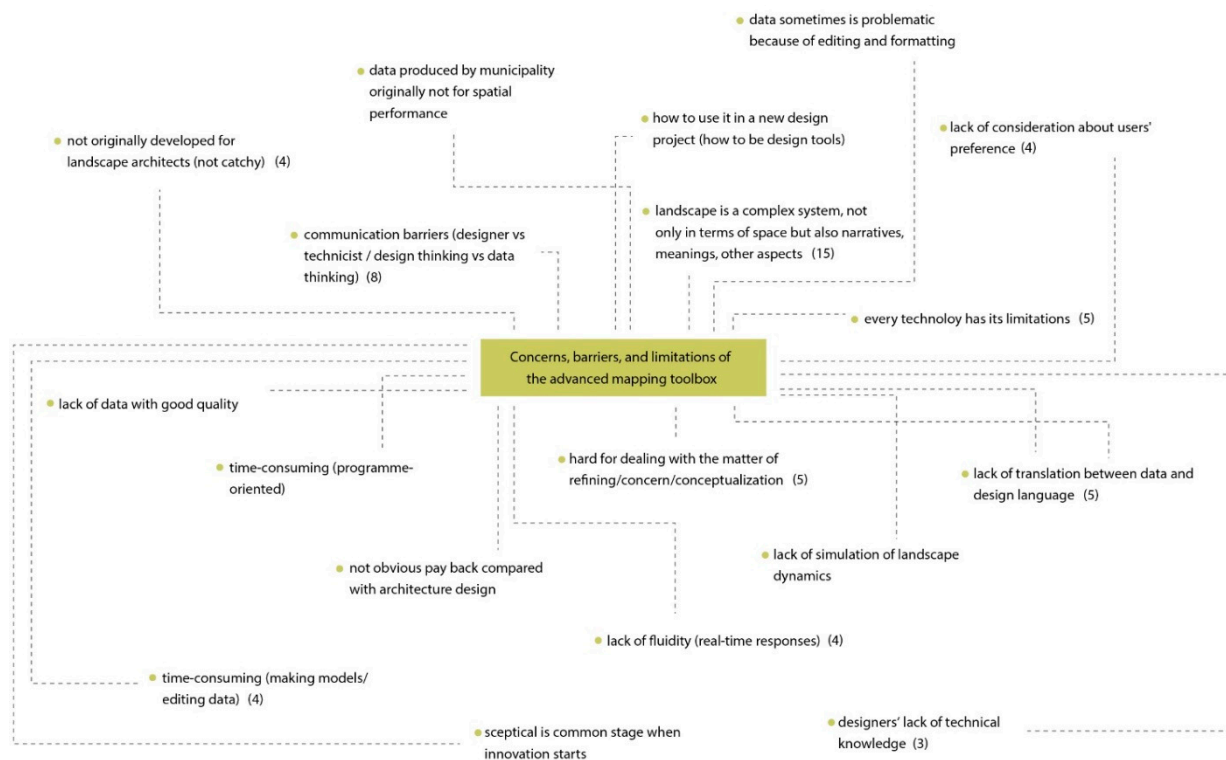 data sometimes is problematic
because of editing and formatting
data produced by municipality
originally not for spatial
performance
how to use it in a new design
project (how to be design tools)
lack of consideration about users'
preference (4)
not originally developed for
landscape architects (not catchy) (4)
landscape is a complex system, not
only in terms of space but also narratives,
meanings, other aspects (15)
communication barriers (designer vs
technicist / design thinking vs data
thinking) (8)
every technoloy has its limitations (5)
Concerns, barriers, and limitations of
the advanced mapping toolbox
lack of data with good quality
time-consuming (programme-
oriented)
hard for dealing with the matter of
refining/concern/conceptualization (5)
lack of translation between data and
design language (5)
not obvious pay back compared
with architecture design
lack of simulation of landscape
dynamics
lack of fluidity (real-time responses) (4)
time-consuming (making models/
editing data) (4)
sceptical is common stage when
innovation starts
designers' lack of technical
knowledge (3)